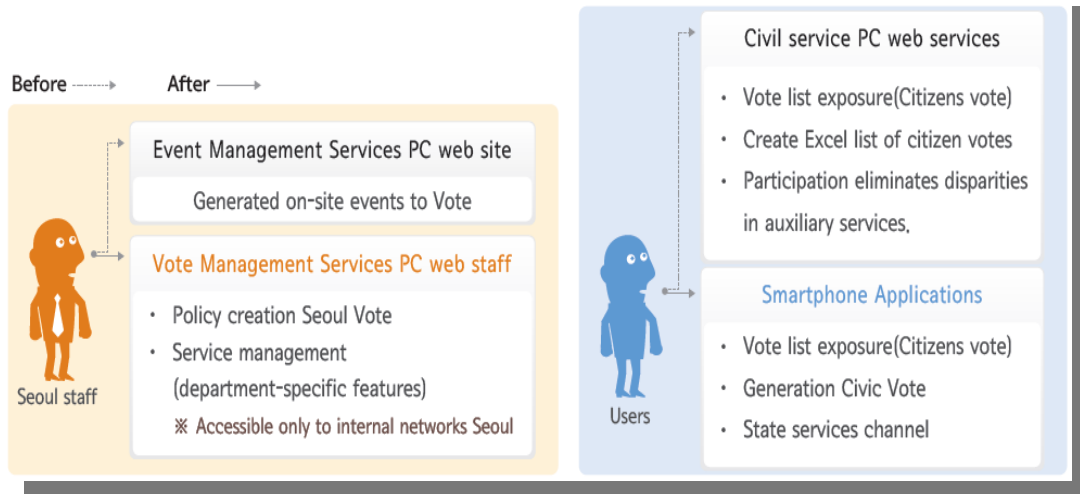 Before
After
Event Management Services PC web site
Generated on-site events to Vote
Vote Management Services PC web staff
· Policy creation Seoul Vote
· Service management
(department-specific features)
※ Accessible only to internal networks Seoul
Seoul staff
Civil service PC web services
· Vote list exposure(Citizens vote)
· Create Excel list of citizen votes
· Participation eliminates disparities
in auxiliary services.
Smartphone Applications
· Vote list exposure(Citizens vote)
· Generation Civic Vote
· State services channel
Users